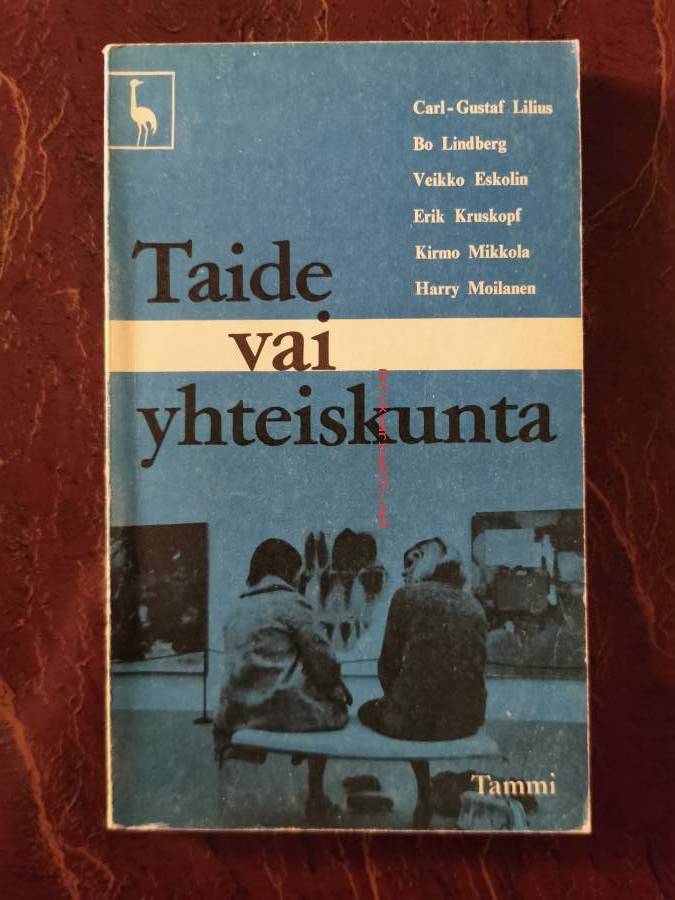 Carl-Gustaf Lilius
Bo Lindberg
Veikko Eskolin
Erik Kruskopf
Kirmo Mikkola
Harry Moilanen
Taide
vai
yhteiskunta
Tammi